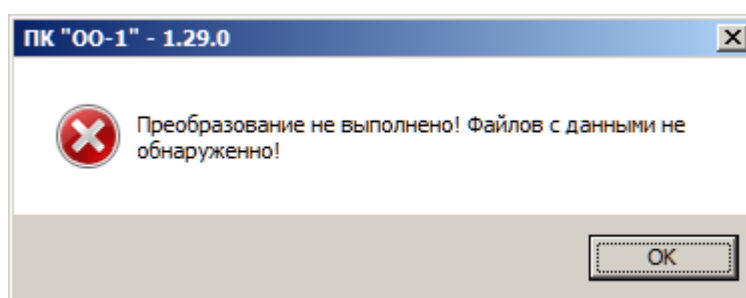 ПК "ОО-1" - 1.29.0
Преобразование не выполнено! Файлов с данными не
обнаруженно!
OK